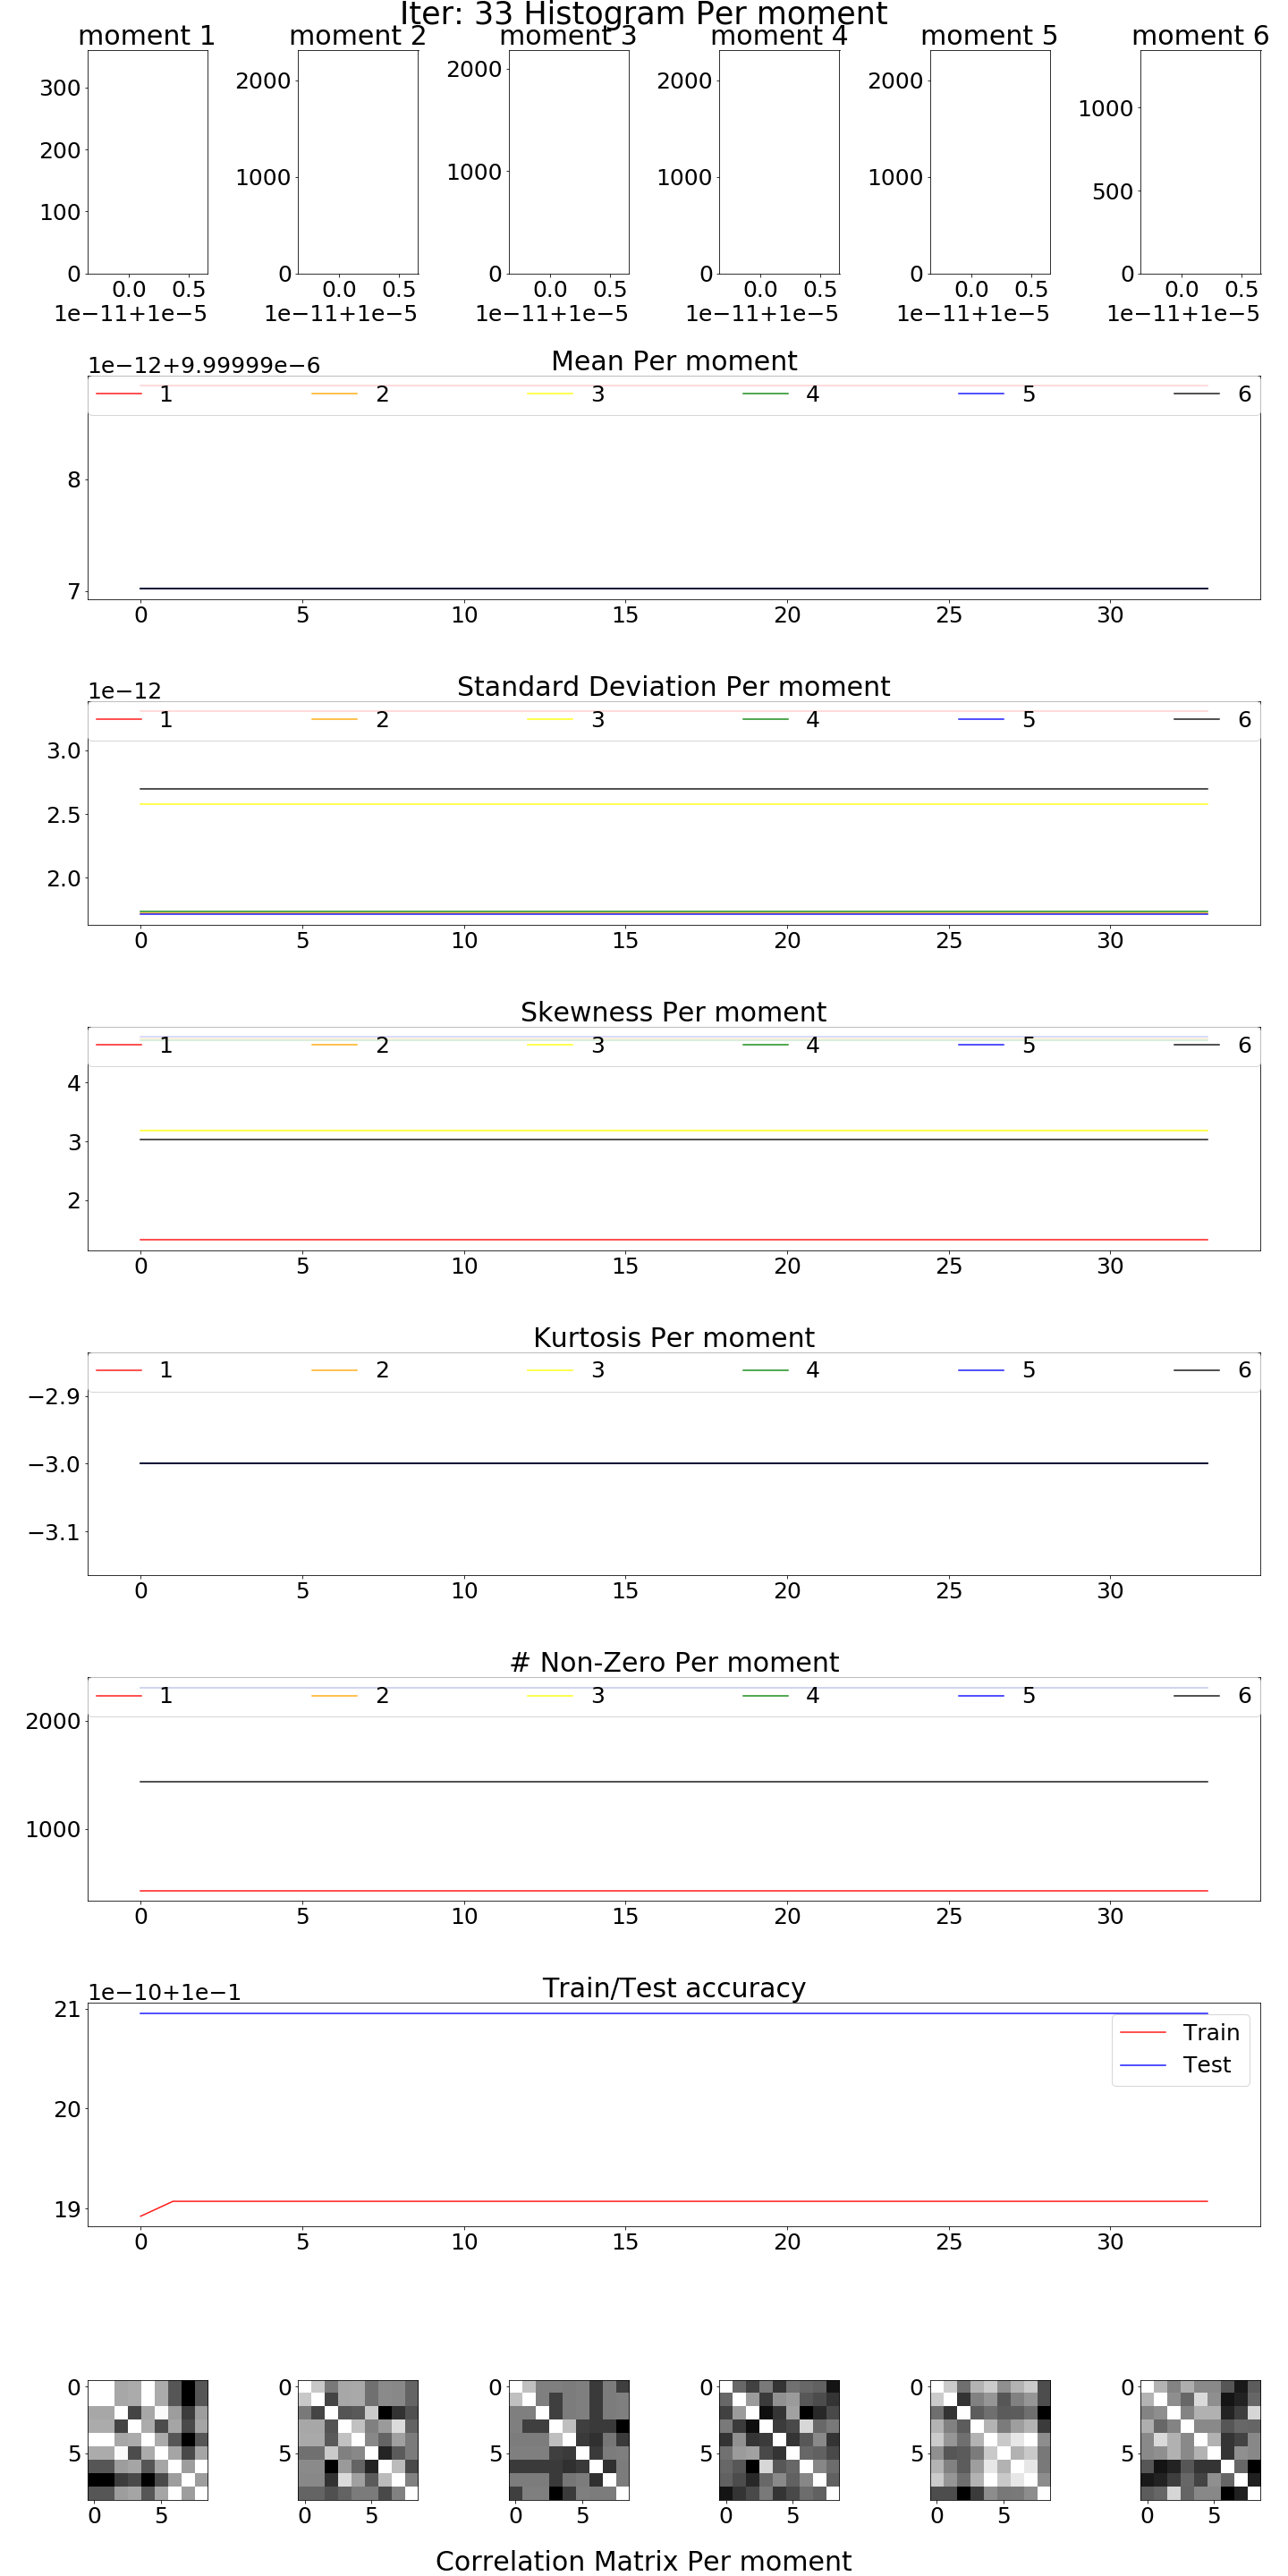 Iter: 33 Histogram Per moment
moment 1 moment 2 moment 3 moment 4 moment 5 moment 6
300 2000 2000 2000 2000 1000
200 1000 1000 1000 1000 500
100
0 0 0 0 0 0
0.0 0.5 0.0 0.5 0.0 0.5 0.0 0.5 0.0 0.5 0.0 0.5
1e−11+1e−5 1e−11+1e−5 1e−11+1e−5 1e−11+1e−5 1e−11+1e−5 1e−11+1e−5
Mean Per moment
1e−12+9.99999e−6
1 2 3 4 5 6
8
7
0 5 10 15 20 25 30
Standard Deviation Per moment
1e−12
1 2 3 4 5 6
3.0
2.5
2.0
0 5 10 15 20 25 30
Skewness Per moment
1 2 3 4 5 6
4
3
2
0 5 10 15 20 25 30
Kurtosis Per moment
1 2 3 4 5 6
−2.9
−3.0
−3.1
0 5 10 15 20 25 30
# Non-Zero Per moment
1 2 3 4 5 6
2000
1000
0 5 10 15 20 25 30
Train/Test accuracy
1e−10+1e−1
21
Train
Test
20
19
0 5 10 15 20 25 30
0 0 0 0 0 0
5 5 5 5 5 5
0 5 0 5 0 5 0 5 0 5 0 5
Correlation Matrix Per moment